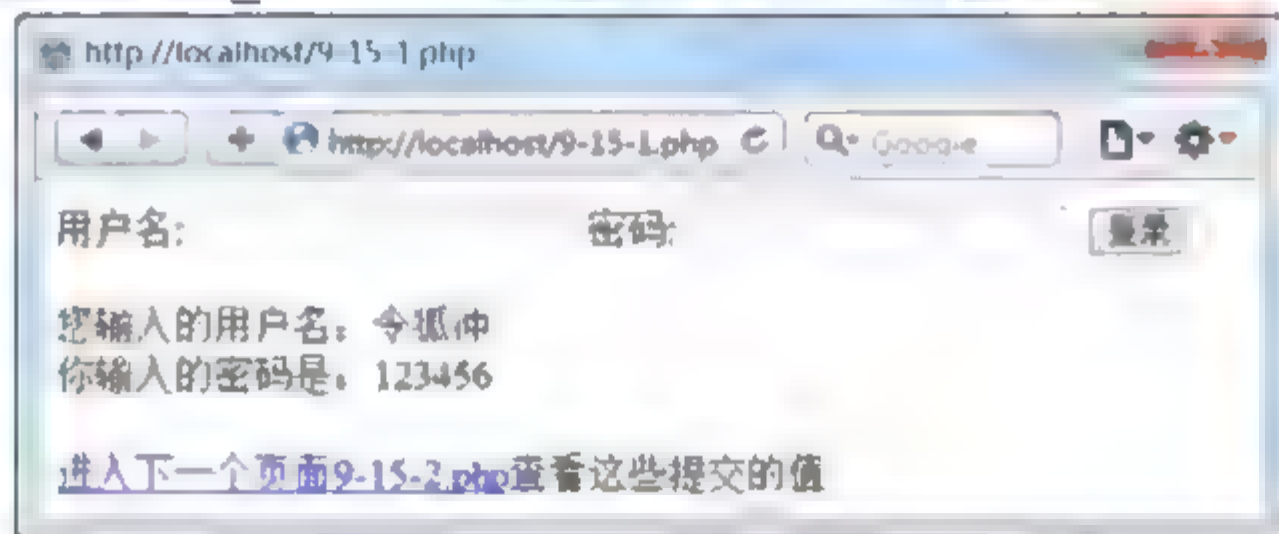 http://localhost/9-15-1.php
http://localhost/9-15-1.php Google
用户名: 密码: 登录
您输入的用户名：令狐冲
你输入的密码是：123456
进入下一个页面9-15-2.php查看这些提交的值